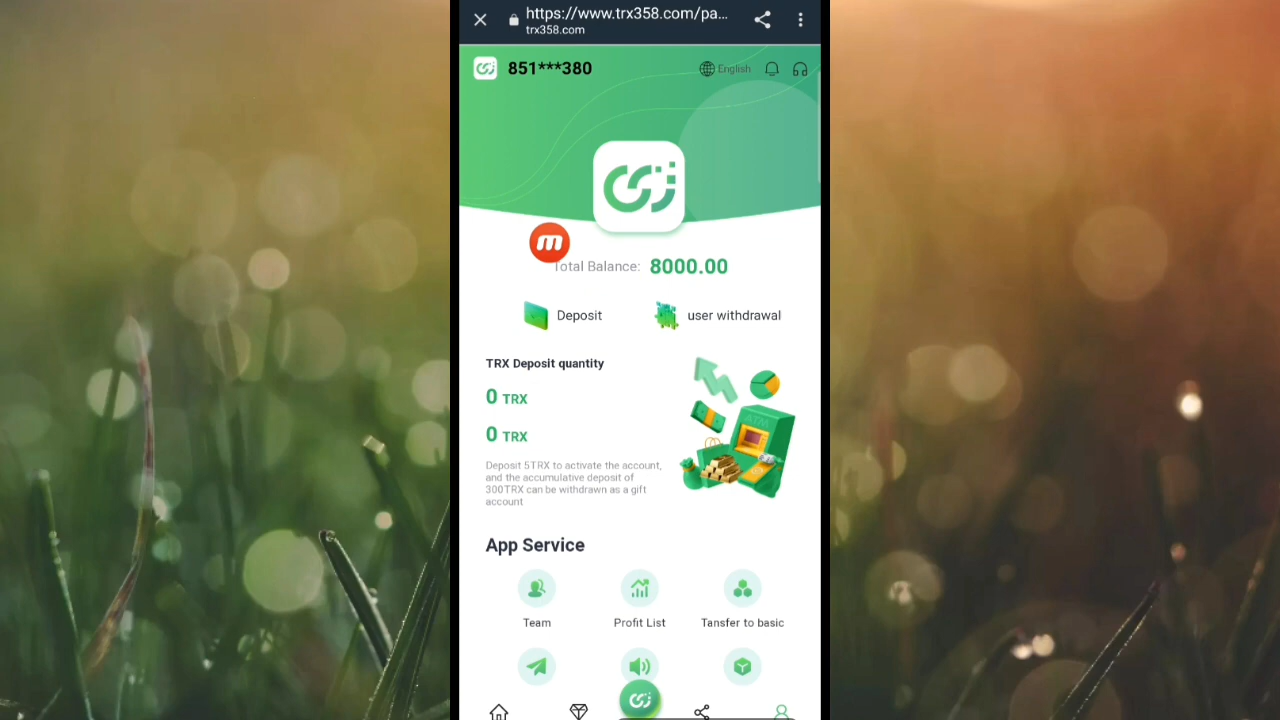 https://www.trx358.com/pa...
trx358.com
851***380
English
m
Total Balance: 8000.00
Deposit
user withdrawal
TRX Deposit quantity
0 TRX
0 TRX
Deposit 5TRX to activate the account,
and the accumulative deposit of
300TRX can be withdrawn as a gift
account
ATM
App Service
Team
Profit List
Tansfer to basic